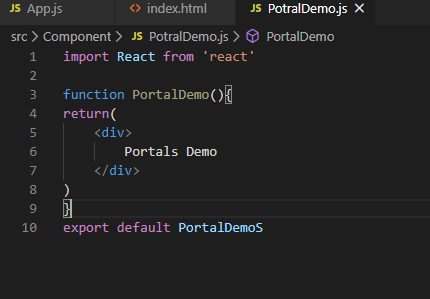 JS App.js <> index.html JS PotralDemo.js ×
src > Component > JS PotralDemo.js > PortalDemo
1 import React from 'react'
2
3 function PortalDemo(){
4 return(
5 <div>
6 Portals Demo
7 </div>
8 )
9 }
10 export default PortalDemoS